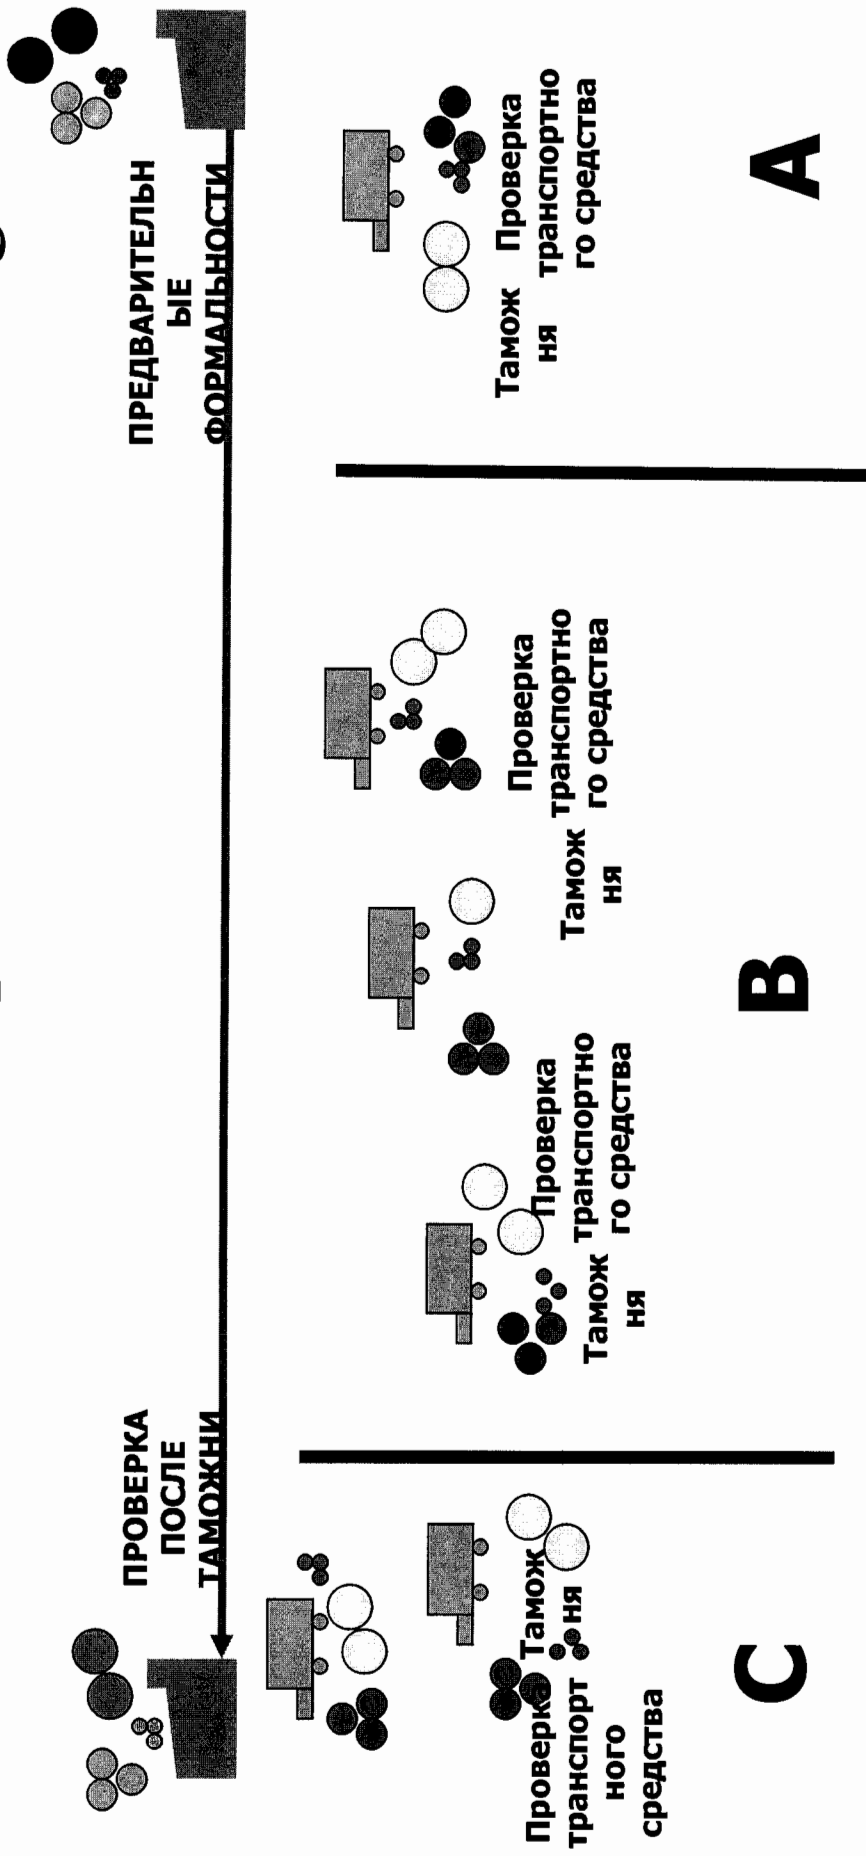 ПРОВЕРКА
ПОСЛЕ
ТАМОЖНИ
ПРЕДВАРИТЕЛЬН
ЫЕ
ФОРМАЛЬНОСТИ
Проверка
транспорт
ного
средства
Тамож
ня
Тамож
ня
Проверка
транспортно
го средства
Тамож
ня
Проверка
транспортно
го средства
Тамож
ня
Проверка
транспортно
го средства
C
B
A